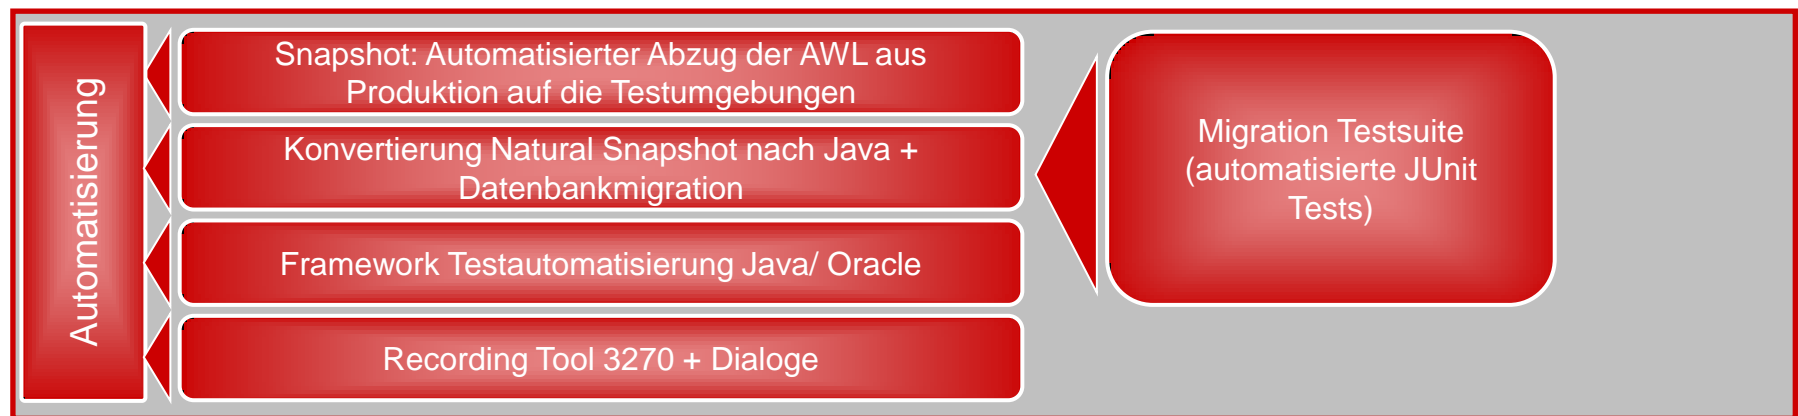 Automatisierung
Snapshot: Automatisierter Abzug der AWL aus
Produktion auf die Testumgebungen
Konvertierung Natural Snapshot nach Java +
Datenbankmigration
Framework Testautomatisierung Java/ Oracle
Recording Tool 3270 + Dialoge
Migration Testsuite
(automatisierte JUnit
Tests)